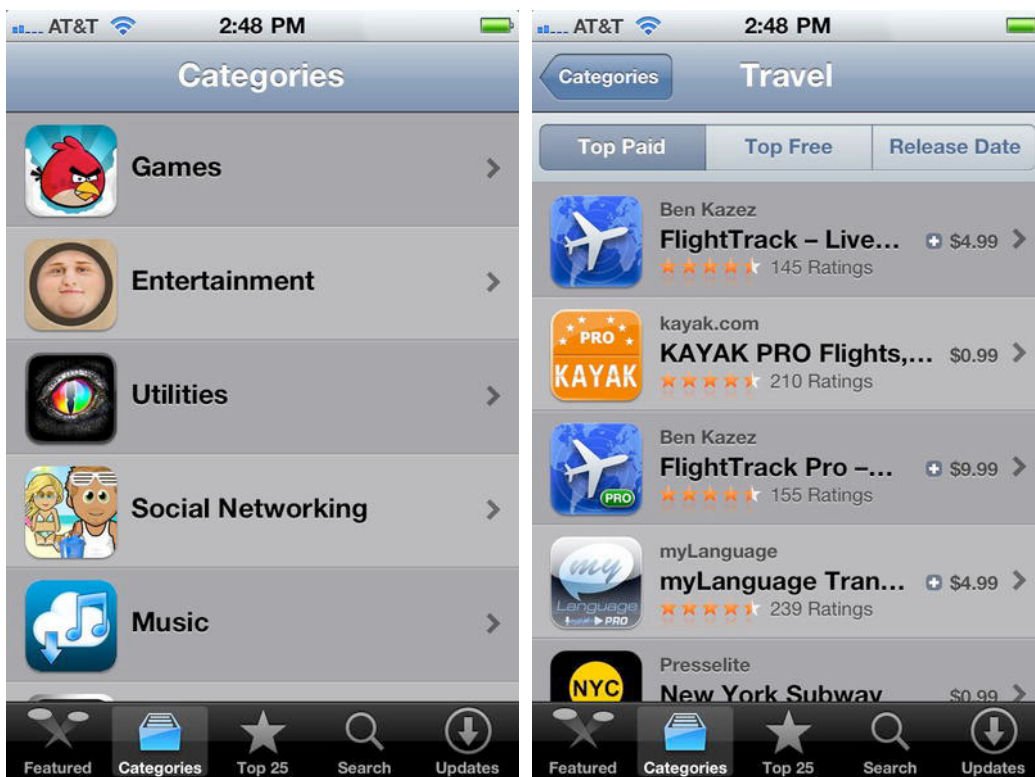 AT&T 2:48 PM
Categories
Games
Entertainment
Utilities
Social Networking
Music
Featured Categories Top 25 Search Updates
AT&T 2:48 PM
Categories Travel
Top Paid Top Free Release Date
Ben Kazez
FlightTrack – Live... $4.99
145 Ratings
PRO
KAYAK
kayak.com
KAYAK PRO Flights,... $0.99
210 Ratings
PRO
Ben Kazez
FlightTrack Pro –... $9.99
155 Ratings
my
Language
PRO
myLanguage
myLanguage Tran... $4.99
239 Ratings
NYC
Presselite
New York Subway $0.99
Featured Categories Top 25 Search Updates